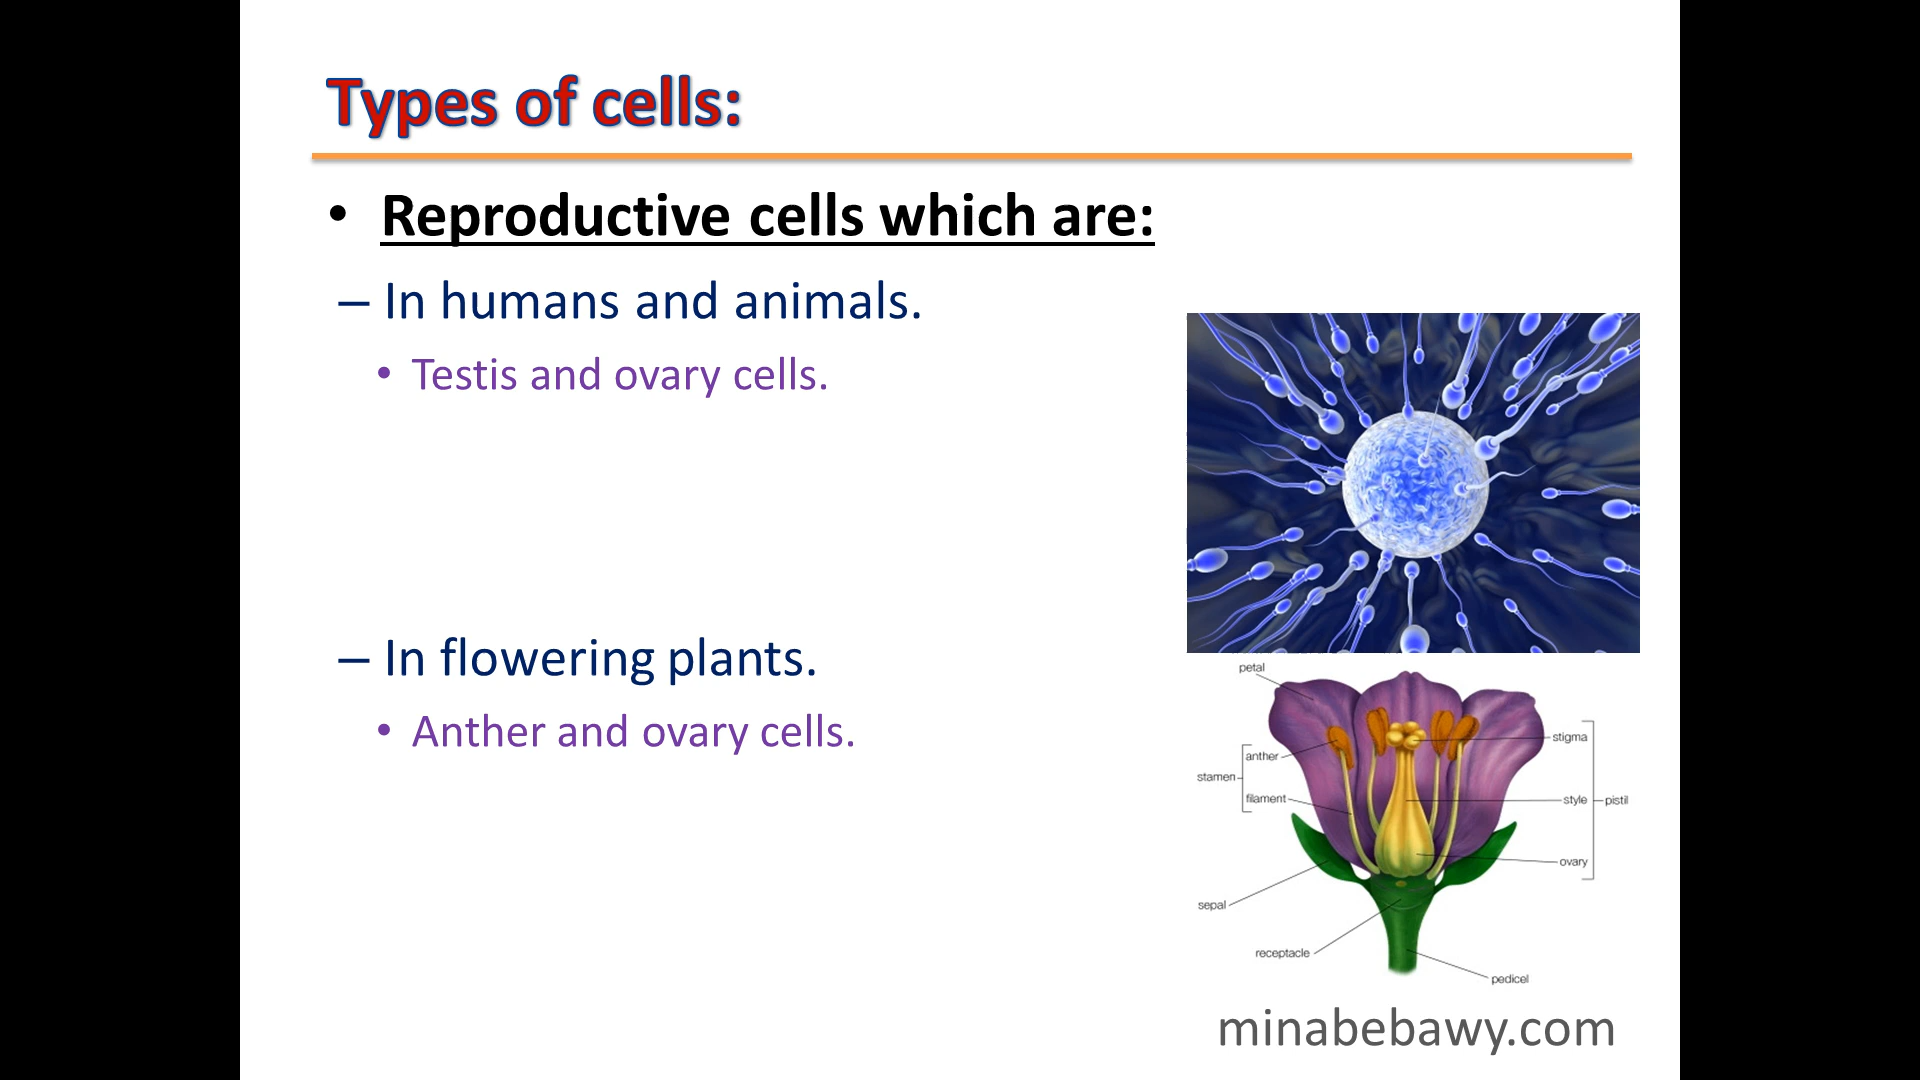 Types of cells:
• Reproductive cells which are:
– In humans and animals.
• Testis and ovary cells.
– In flowering plants.
• Anther and ovary cells.
petal
stigma
anther
stamen
filament
style
pistil
ovary
sepal
receptacle
pedicel
minabebawy.com